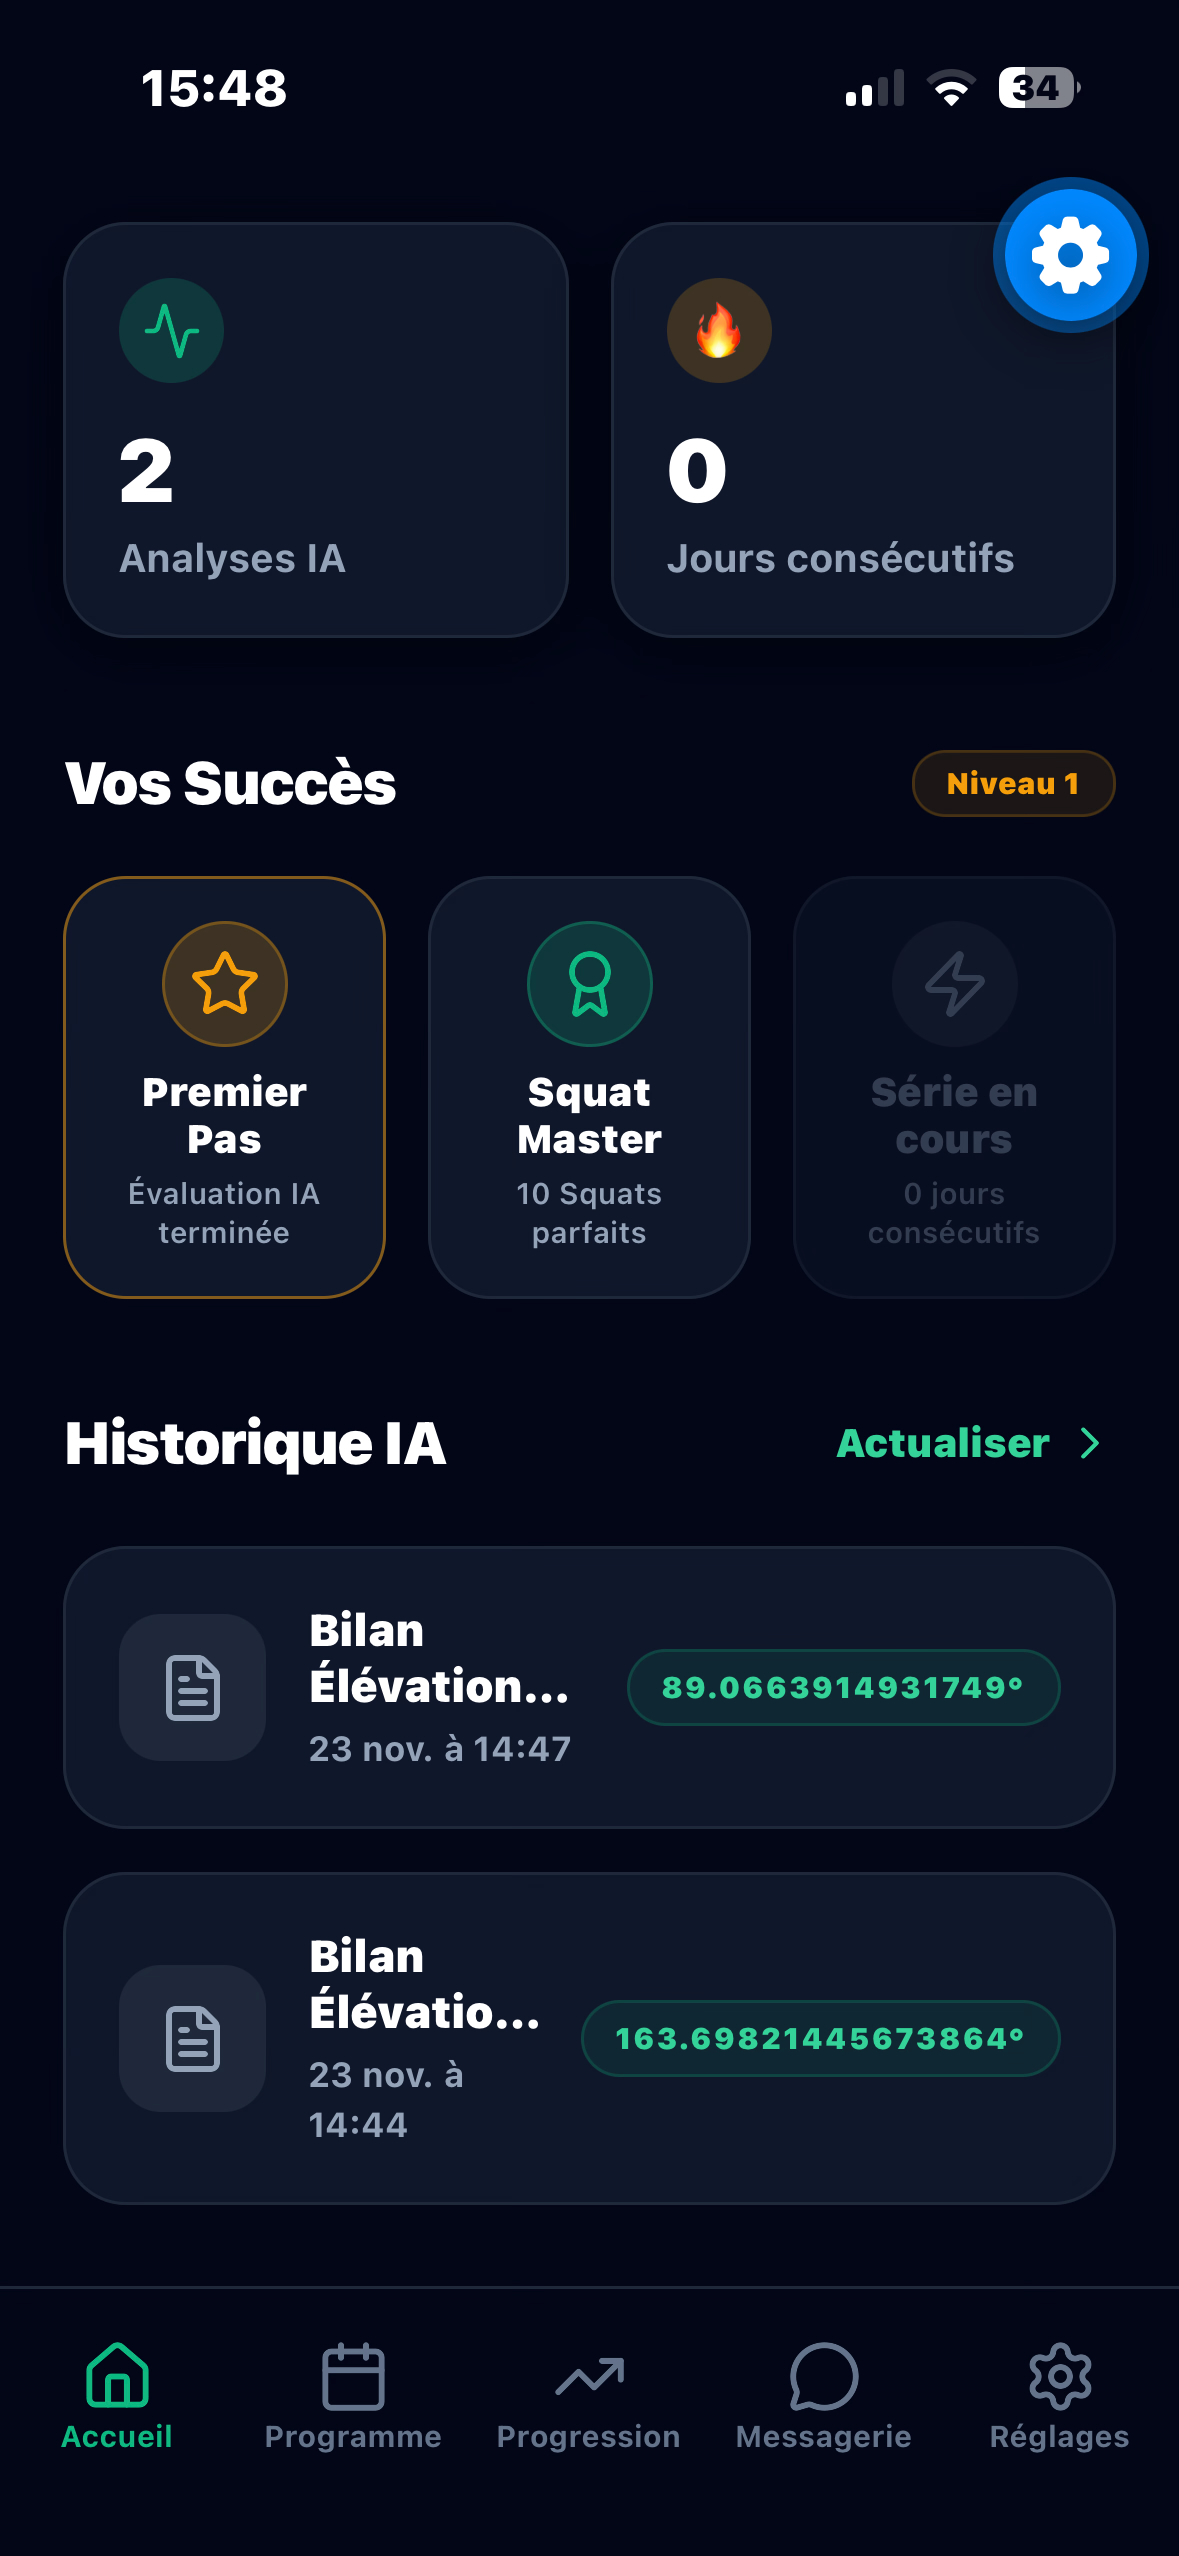 15:48
34
2
0
Analyses IA
Jours consécutifs
Vos Succès
Niveau 1
Premier
Pas
Évaluation IA
terminée
Squat
Master
10 Squats
parfaits
Série en
cours
0 jours
consécutifs
Historique IA
Actualiser
Bilan
Élévation...
23 nov. à 14:47
89.0663914931749°
Bilan
Élévatio...
23 nov. à
14:44
163.69821445673864°
Accueil
Programme
Progression
Messagerie
Réglages